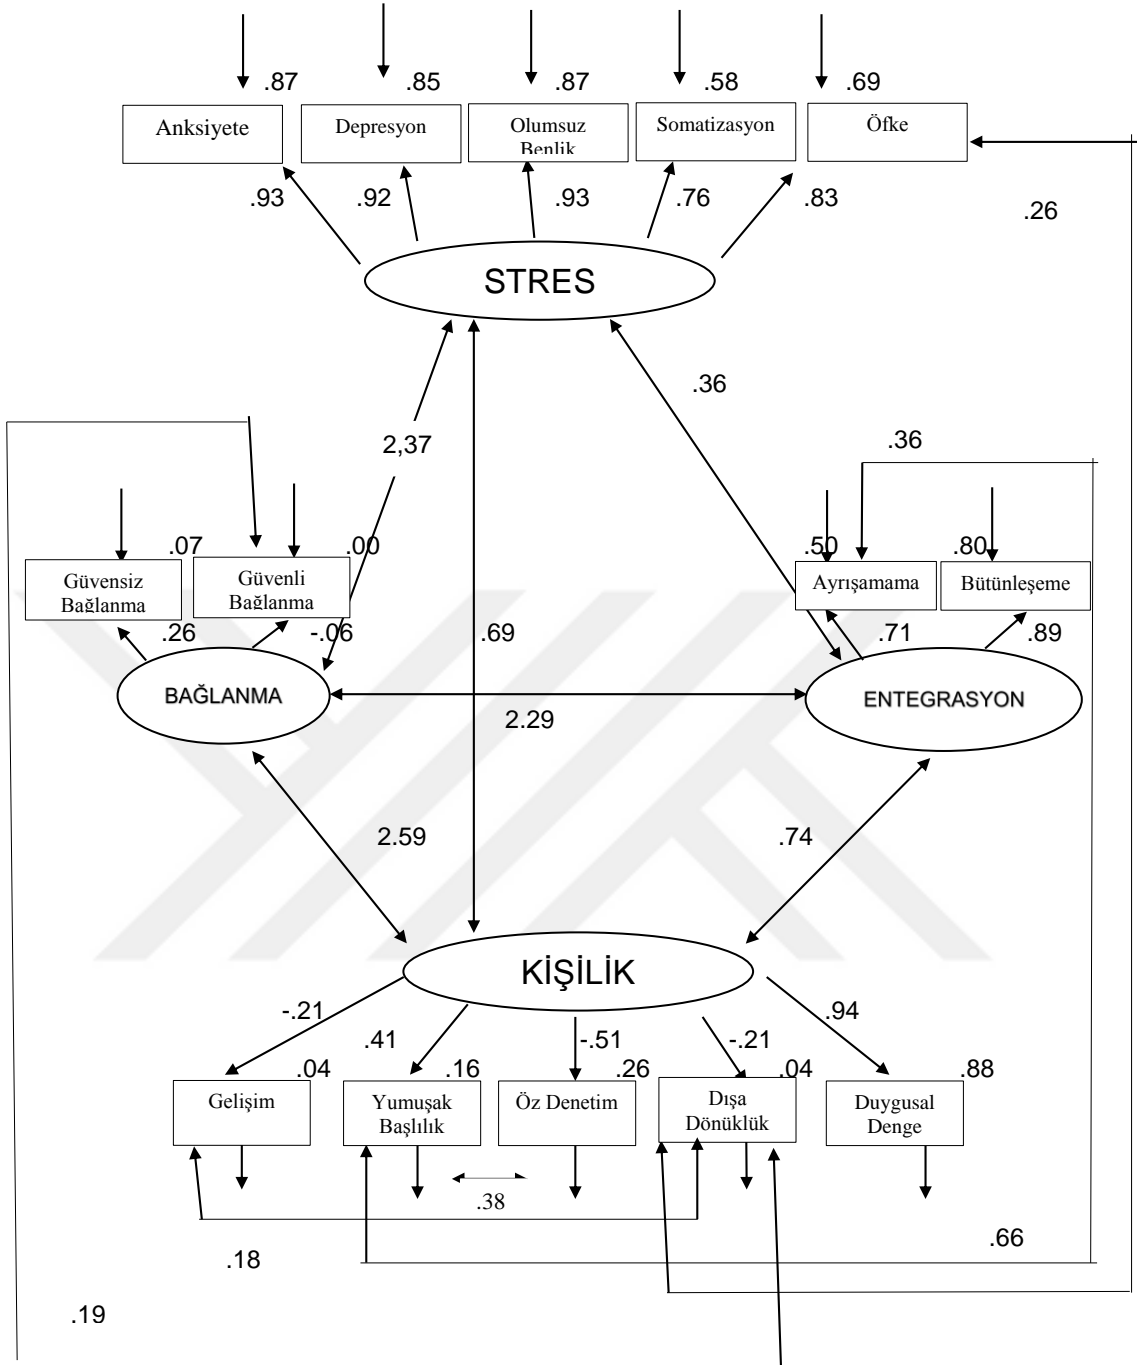 .87
.85
.87
.58
.69
Anksiyete
Depresyon
Olumsuz
Benlik
Somatizasyon
Öfke
.93
.92
.93
.76
.83
.26
STRES
.36
2,37
.36
.07
.00
.50
.80
Güvensiz
Bağlanma
Güvenli
Bağlanma
Ayrışamama
Bütünleşeme
.26
-.06
.69
.71
.89
BAĞLANMA
ENTEGRASYON
2.29
2.59
.74
KİŞİLİK
-.21
.41
-.51
-.21
.94
.04
.16
.26
.04
.88
Gelişim
Yumuşak
Başlılık
Öz Denetim
Dışa
Dönüklük
Duygusal
Denge
.38
.18
.66
.19